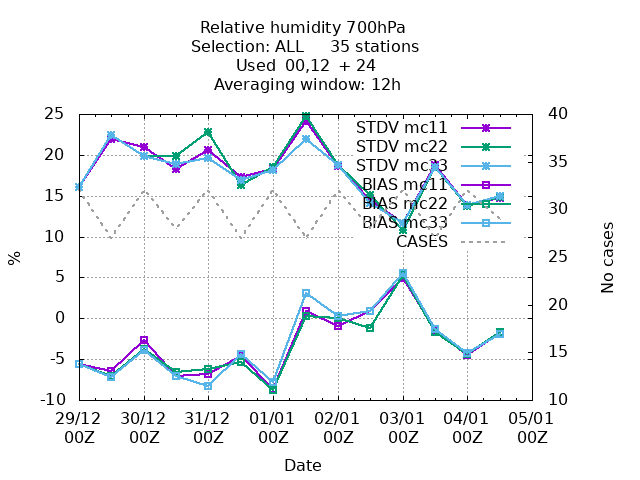 Relative humidity 700hPa
Selection: ALL 35 stations
Used 00,12 + 24
Averaging window: 12h
25
20
15
10
5
0
-5
-10
%
40
35
30
25
20
15
10
No cases
STDV mc11
STDV mc22
STDV mc33
BIAS mc11
BIAS mc22
BIAS mc33
CASES
29/12 30/12 31/12 01/01 02/01 03/01 04/01 05/01
00Z 00Z 00Z 00Z 00Z 00Z 00Z 00Z
Date